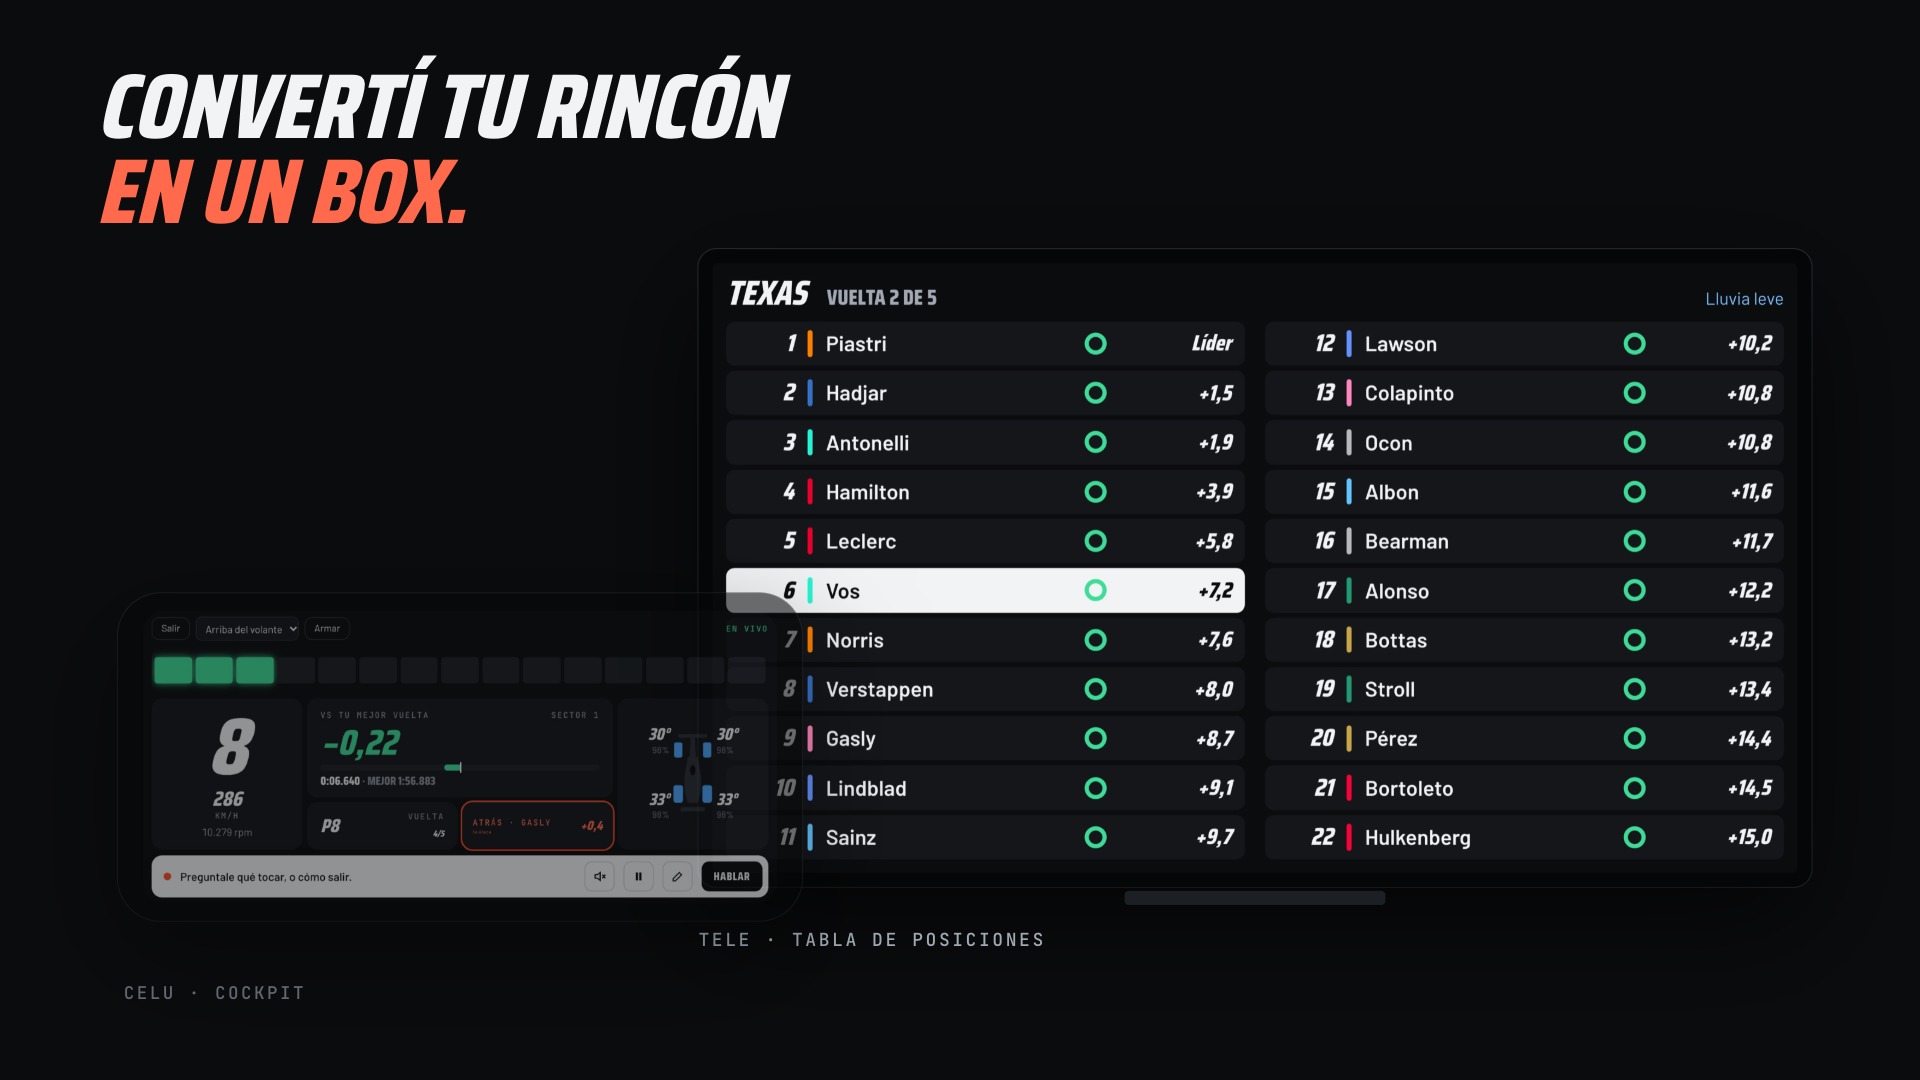 CONVERTÍ TU RINCÓN
EN UN BOX.
TEXAS VUELTA 2 DE 5 Lluvia leve
1 Piastri Líder
2 Hadjar +1,5
3 Antonelli +1,9
4 Hamilton +3,9
5 Leclerc +5,8
6 Vos +7,2
7 Norris +7,6
8 Verstappen +8,0
9 Gasly +8,7
10 Lindblad +9,1
11 Sainz +9,7
12 Lawson +10,2
13 Colapinto +10,8
14 Ocon +10,8
15 Albon +11,6
16 Bearman +11,7
17 Alonso +12,2
18 Bottas +13,2
19 Stroll +13,4
20 Pérez +14,4
21 Bortoleto +14,5
22 Hulkenberg +15,0
Salir Arriba del volante Armar EN VIVO
8
286
KM/H
10.279 rpm
VS TU MEJOR VUELTA SECTOR 1
-0,22
0:06.640 · MEJOR 1:56.883
P8 VUELTA
4/5
ATRÁS · GASLY +0,4
30° 30°
98% 98%
33° 33°
98% 98%
Preguntale qué tocar, o cómo salir. HABLAR
TELE · TABLA DE POSICIONES
CELU · COCKPIT